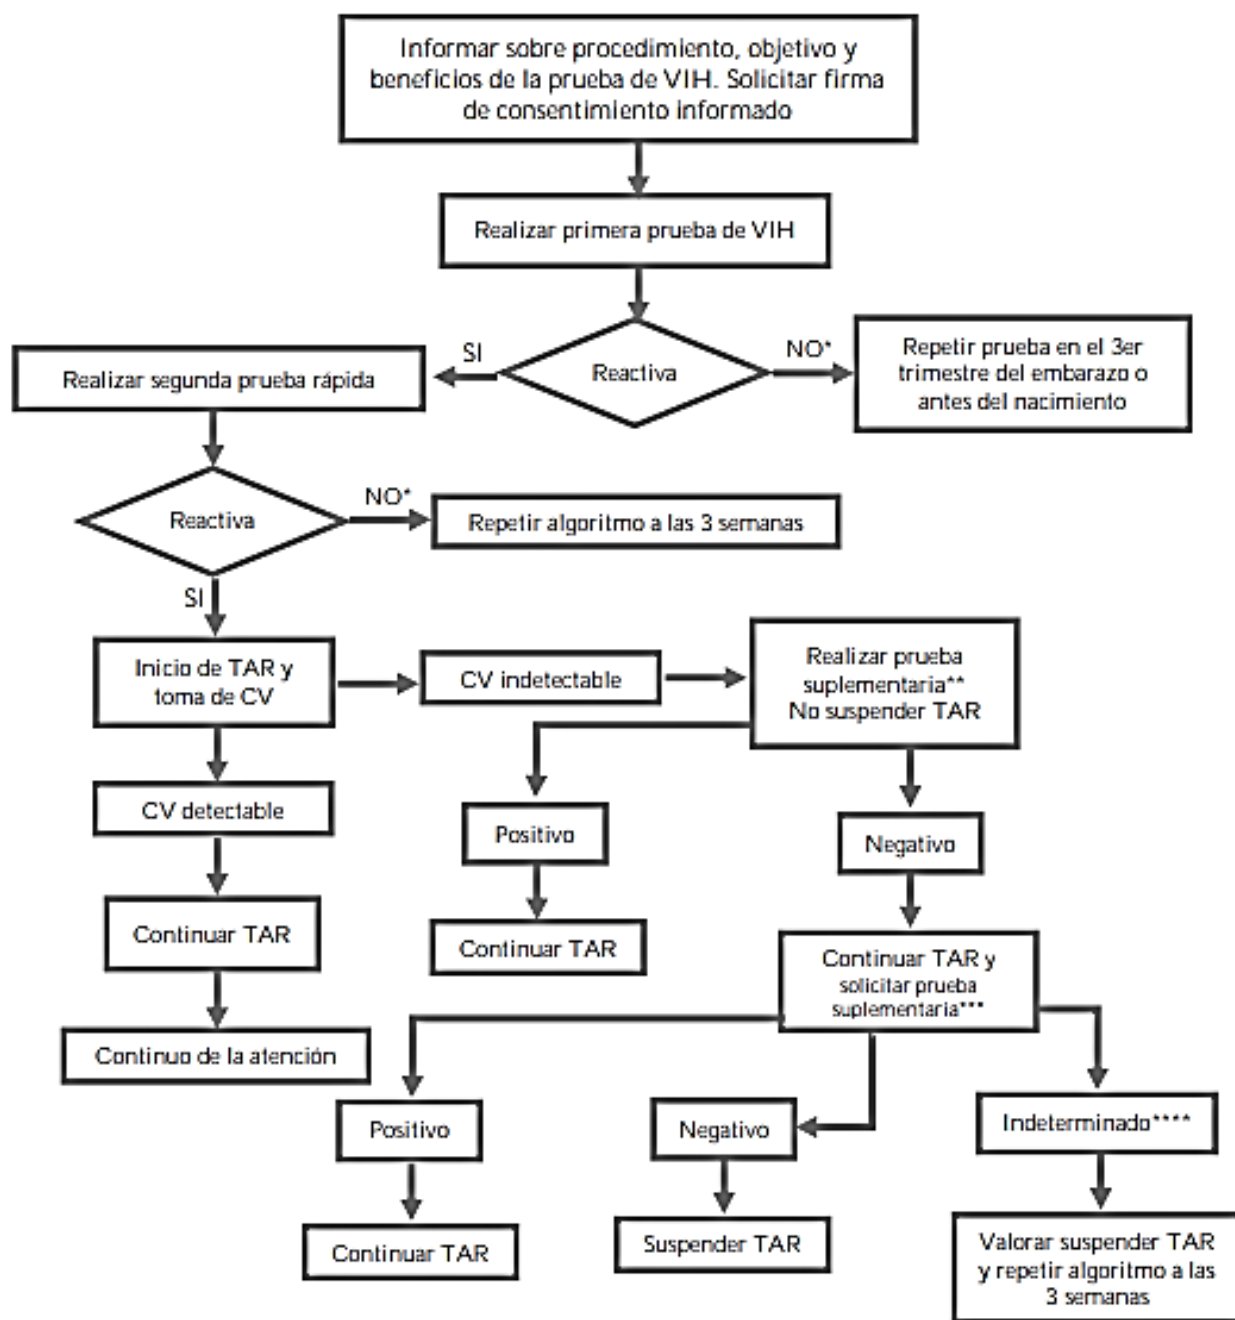 Informar sobre procedimiento, objetivo y
beneficios de la prueba de VIH. Solicitar firma
de consentimiento informado
Realizar primera prueba de VIH
Reactiva
SI
NO*
Repetir prueba en el 3er
trimestre del embarazo o
antes del nacimiento
Realizar segunda prueba rápida
Reactiva
NO*
Repetir algoritmo a las 3 semanas
SI
Inicio de TAR y
toma de CV
CV indetectable
Realizar prueba
suplementaria**
No suspender TAR
CV detectable
Positivo
Negativo
Continuar TAR
Continuar TAR
Continuar TAR y
solicitar prueba
suplementaria***
Continuo de la atención
Positivo
Negativo
Indeterminado****
Continuar TAR
Suspender TAR
Valorar suspender TAR
y repetir algoritmo a las
3 semanas